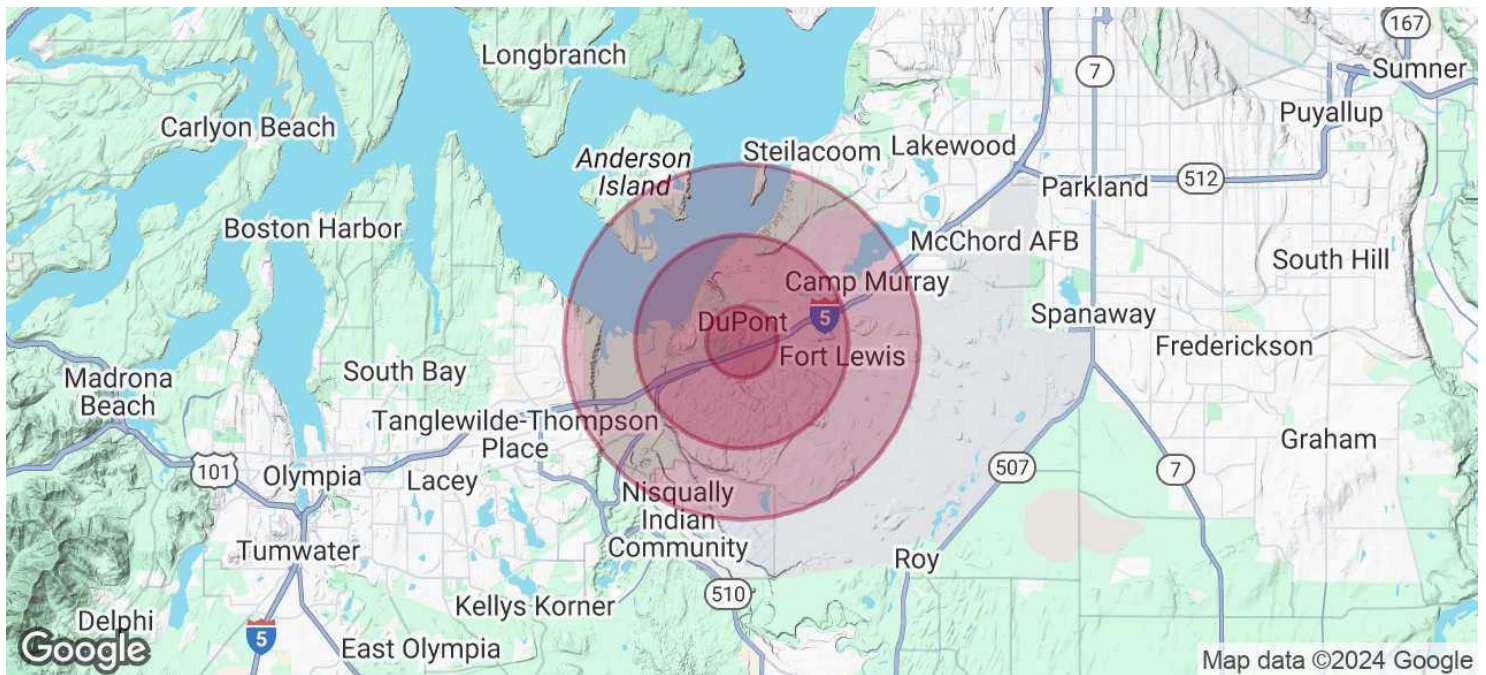 167
Longbranch
7
Sumner
Puyallup
Carlyon Beach
Steilacoom
Lakewood
Anderson
Island
512
Parkland
Boston Harbor
McChord AFB
South Hill
Camp Murray
DuPont
5
Spanaway
Fort Lewis
Frederickson
South Bay
Madrona
Beach
Tanglewilde-Thompson
Place
Graham
101
Olympia
Lacey
507
7
Nisqually
Indian
Community
Tumwater
Roy
510
Kellys Korner
Delphi
5
East Olympia
Google
Map data ©2024 Google